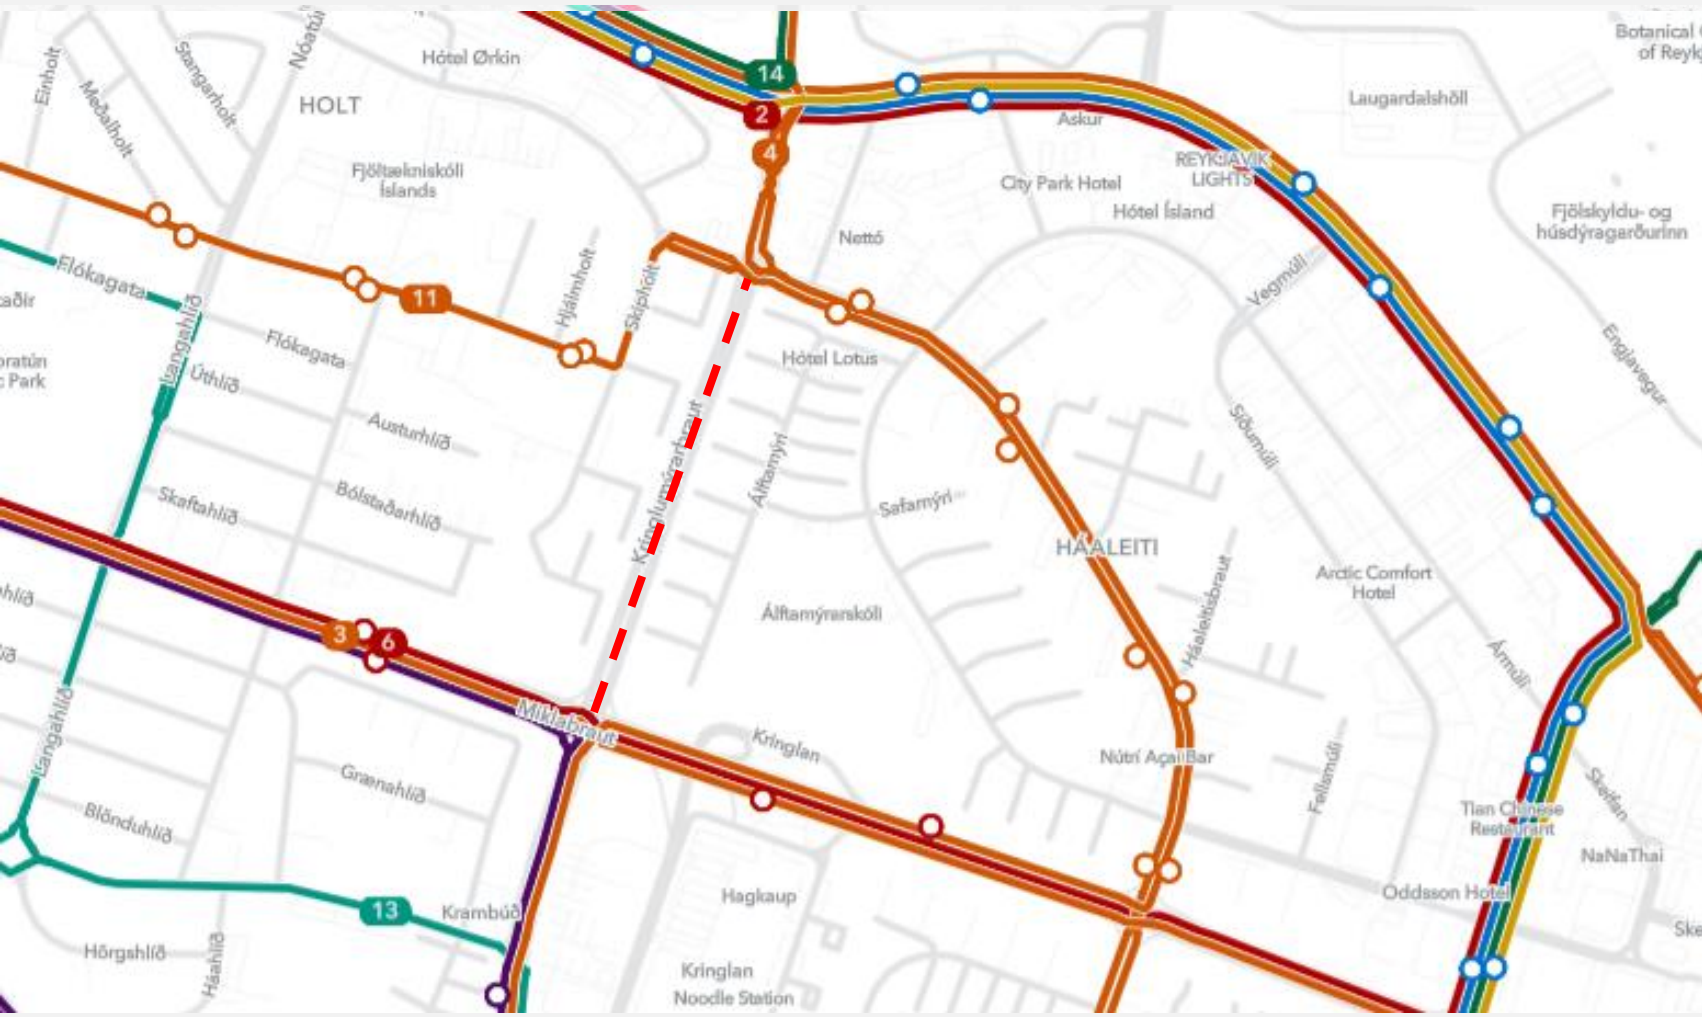 Hótel Ørkin
14
Botanical
of Reykj
Einholt
Stangarholt
Nóatún
Meðalholt
HOLT
2
Askur
Laugardalshöll
4
REYKJAVIK
LIGHTS
Fjöltækniskóli
Íslands
City Park Hotel
Hótel Ísland
Fjölskyldu- og
húsdýragarðurinn
Nettó
Flókagata
Langahlíð
11
Hjálmholt
Skipholt
Vegmúli
Flókagata
Hótel Lotus
Engjavegur
Park
Úthlíð
Austurhlíð
Kringlumýrarbraut
Álftamýri
Síðumúli
Skaftahlíð
Bólstaðarhlíð
Safamýri
HÁALEITI
Arctic Comfort
Hotel
Háaleitisbraut
Álftamýrarskóli
3
6
Ármúli
Langahlíð
Miklabraut
Kringlan
Nútrí Açaí Bar
Fellsmúli
Grænahlíð
Skeifan
Blönduhlíð
Tian Chinese
Restaurant
NaNaThai
Hagkaup
Oddsson Hotel
13
Krambúð
Hörgshlíð
Háahlíð
Kringlan
Noodle Station